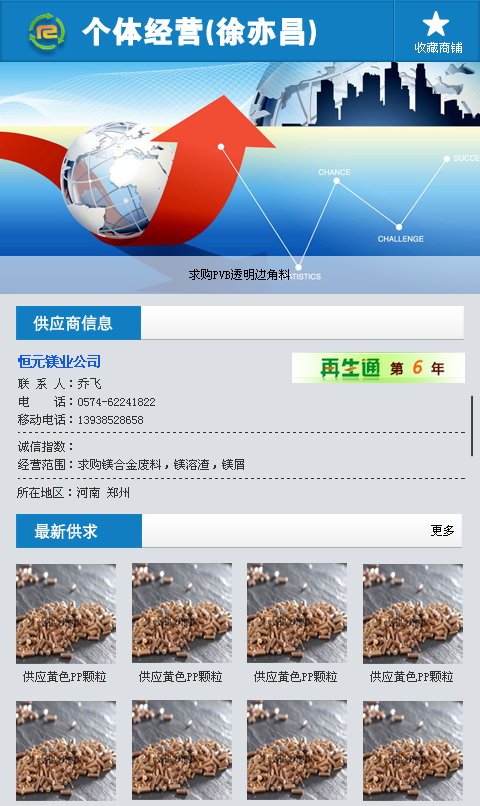 个体经营(徐亦昌)
收藏商铺
SUCCE
CHANCE
CHALLENGE
求购PVB透明边角料
TISTICS
供应商信息
恒元镁业公司
再生通 第 6 年
联 系 人：乔飞
电 话：0574-62241822
移动电话：13938528658
诚信指数：
经营范围：求购镁合金废料，镁溶渣，镁屑
所在地区：河南 郑州
最新供求
更多
供应黄色PP颗粒
供应黄色PP颗粒
供应黄色PP颗粒
供应黄色PP颗粒